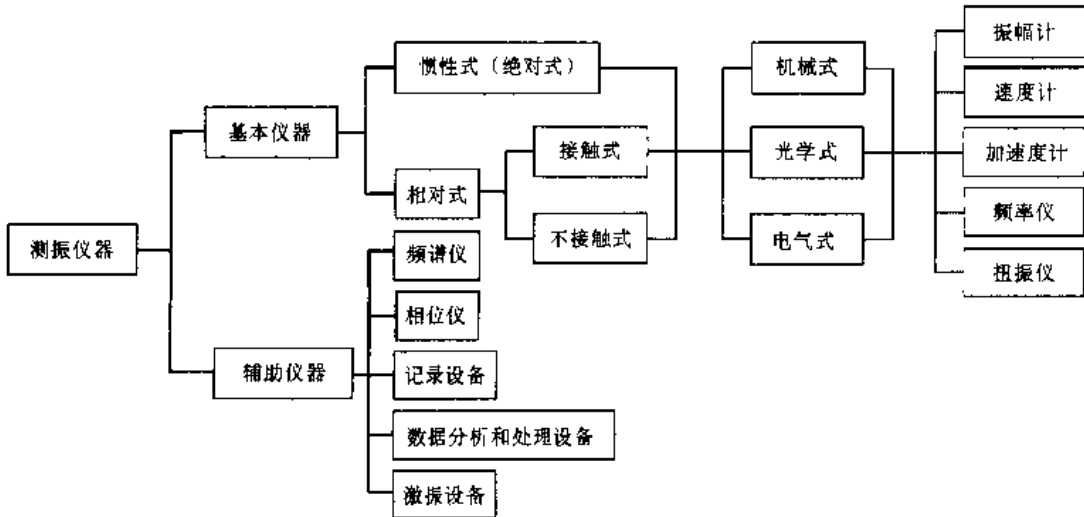 测振仪器
基本仪器
辅助仪器
惯性式（绝对式）
相对式
接触式
不接触式
机械式
光学式
电气式
振幅计
速度计
加速度计
频率仪
扭振仪
频谱仪
相位仪
记录设备
数据分析和处理设备
激振设备